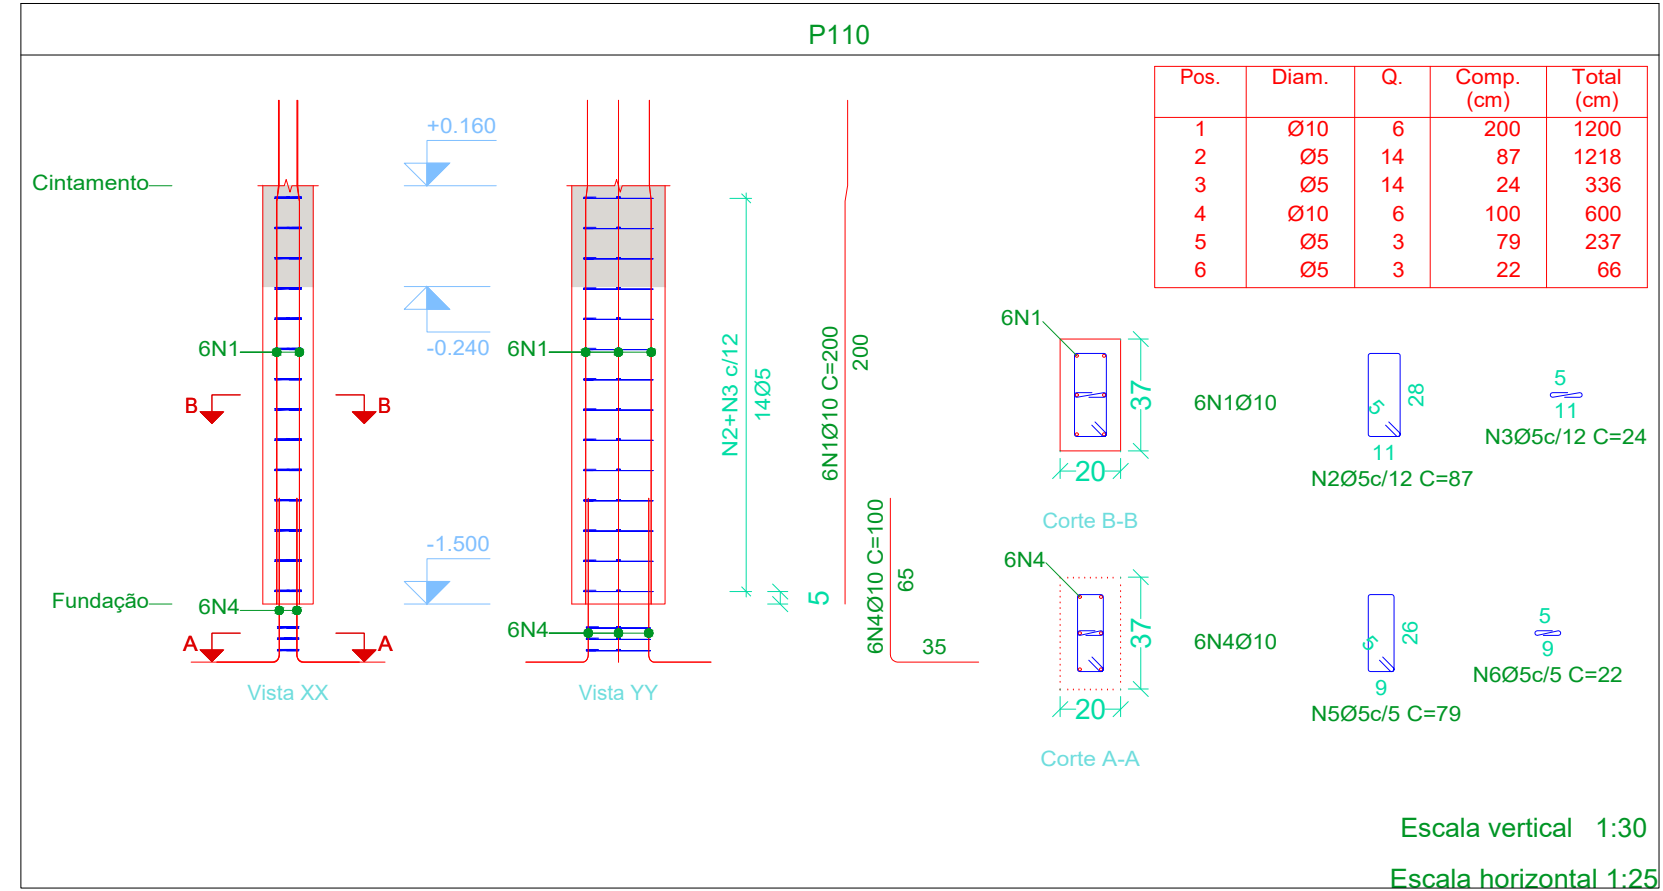 P110
Pos. Diam. Q. Comp. (cm) Total (cm)
1 Ø10 6 200 1200
2 Ø5 14 87 1218
3 Ø5 14 24 336
4 Ø10 6 100 600
5 Ø5 3 79 237
6 Ø5 3 22 66
Cintamento
+0.160
-0.240
-1.500
Fundação
6N1
6N4
B
B
A
A
Vista XX
6N1
6N4
Vista YY
N2+N3 c/12
14Ø5
5
6N1Ø10 C=200
200
6N4Ø10 C=100
65
35
6N1
37
20
Corte B-B
6N1Ø10
5
28
11
N2Ø5c/12 C=87
5
11
N3Ø5c/12 C=24
6N4
37
20
Corte A-A
6N4Ø10
5
26
9
N5Ø5c/5 C=79
5
9
N6Ø5c/5 C=22
Escala vertical 1:30
Escala horizontal 1:25